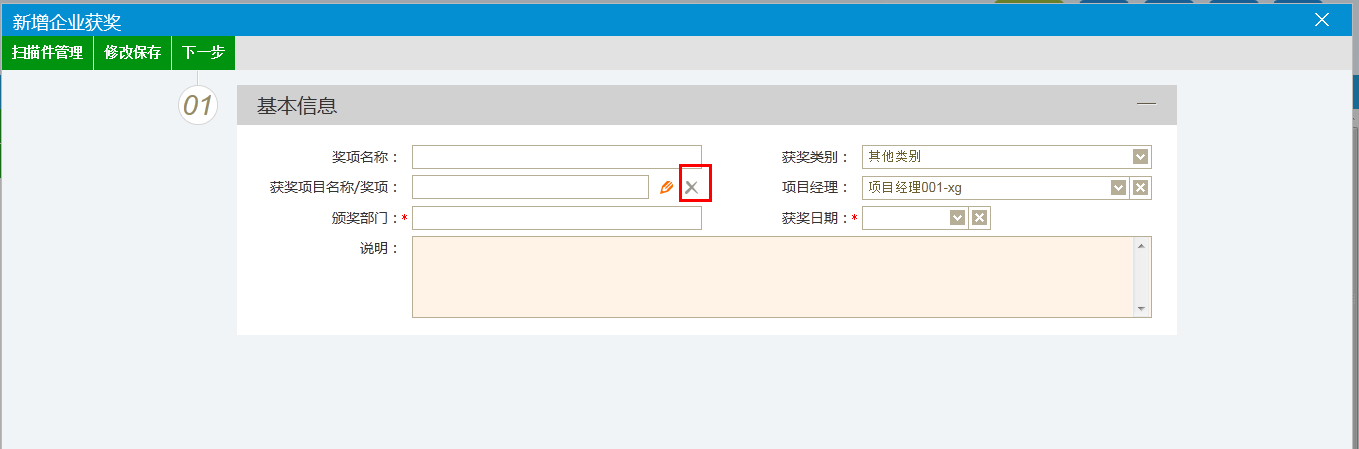 新增企业获奖
扫描件管理 修改保存 下一步
01 基本信息
奖项名称： 获奖类别： 其他类别
获奖项目名称/奖项： 项目经理： 项目经理001-xg
颁奖部门：* 获奖日期：*
说明：